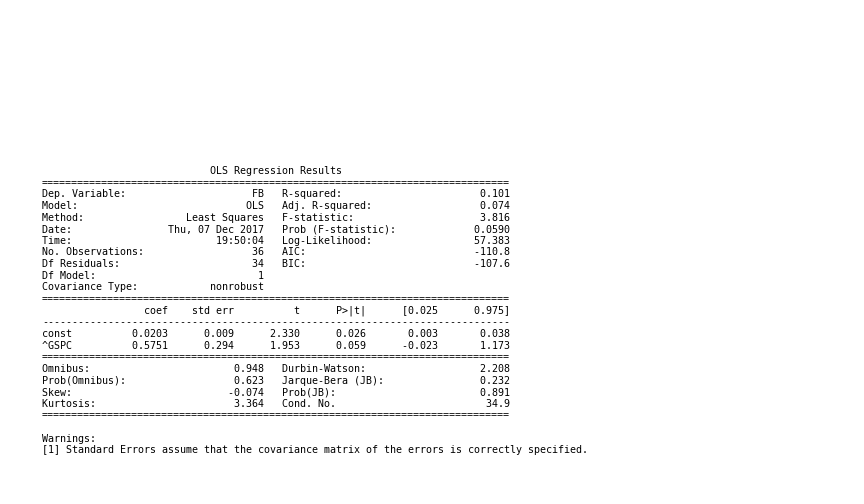 OLS Regression Results
==============================================================================
Dep. Variable:                     FB   R-squared:                       0.101
Model:                            OLS   Adj. R-squared:                  0.074
Method:                 Least Squares   F-statistic:                     3.816
Date:                Thu, 07 Dec 2017   Prob (F-statistic):             0.0590
Time:                        19:50:04   Log-Likelihood:                 57.383
No. Observations:                  36   AIC:                            -110.8
Df Residuals:                      34   BIC:                            -107.6
Df Model:                           1
Covariance Type:            nonrobust
==============================================================================
                 coef    std err          t      P>|t|      [0.025      0.975]
------------------------------------------------------------------------------
const          0.0203      0.009      2.330      0.026       0.003       0.038
^GSPC          0.5751      0.294      1.953      0.059      -0.023       1.173
==============================================================================
Omnibus:                        0.948   Durbin-Watson:                   2.208
Prob(Omnibus):                  0.623   Jarque-Bera (JB):                0.232
Skew:                          -0.074   Prob(JB):                        0.891
Kurtosis:                       3.364   Cond. No.                         34.9
==============================================================================
Warnings:
[1] Standard Errors assume that the covariance matrix of the errors is correctly specified.